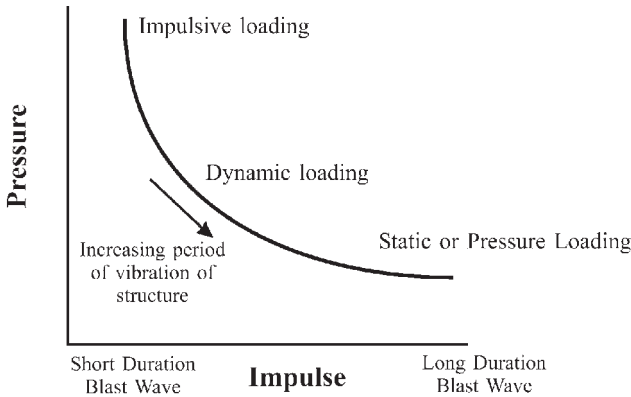 Impulsive loading
Pressure
Dynamic loading
Static or Pressure Loading
Increasing period
of vibration of
structure
Short Duration
Blast Wave
Impulse
Long Duration
Blast Wave